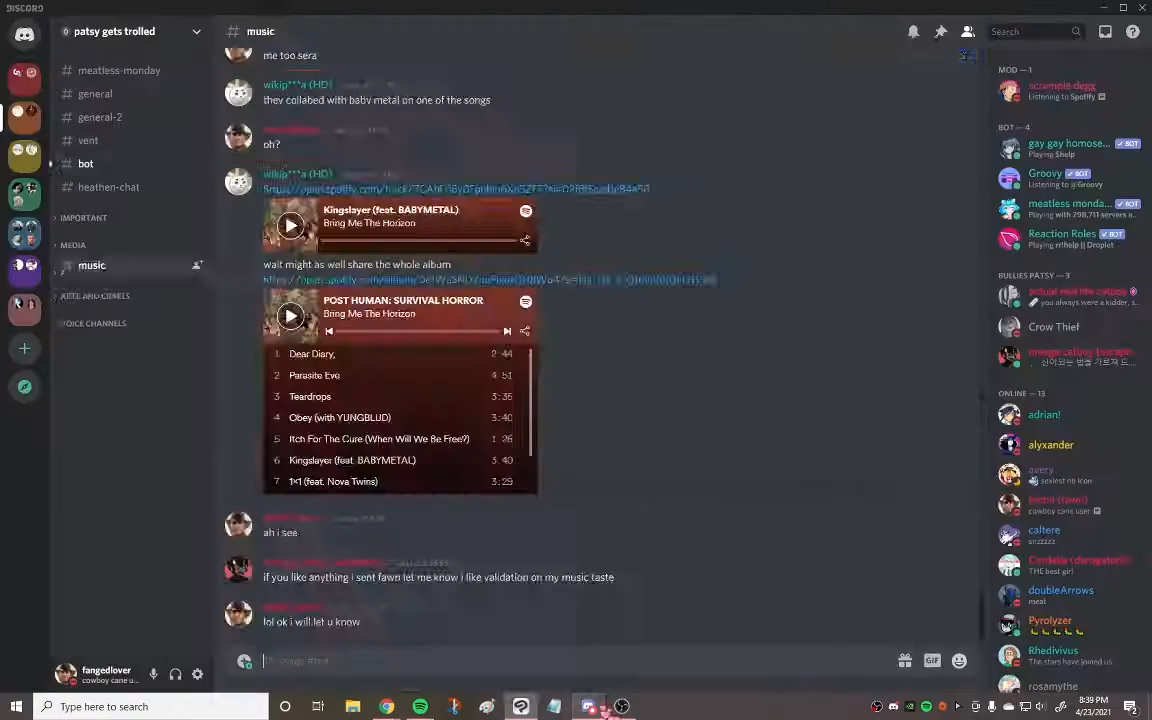 DISCORD
patsy gets trolled
# music
Search
# meatless-monday
# general
# general-2
# vent
# bot
# heathen-chat
IMPORTANT
MEDIA
music
VOICE CHANNELS
fangedlover
cowboy cane u...
me too sera
wikip***a (HD)
they collabed with baby metal on one of the songs
oh?
wikip***a (HD)
Kingslayer (feat. BABYMETAL)
Bring Me The Horizon
wait might as well share the whole album
POST HUMAN: SURVIVAL HORROR
Bring Me The Horizon
1 Dear Diary, 2:44
2 Parasite Eve 4:51
3 Teardrops 3:35
4 Obey (with YUNGBLUD) 3:40
5 Itch For The Cure (When Will We Be Free?) 1:26
6 Kingslayer (feat. BABYMETAL) 3:40
7 1x1 (feat. Nova Twins) 3:29
ah i see
if you like anything i sent fawn let me know i like validation on my music taste
lol ok i will let u know
GIF
MOD — 1
scrample degg
Listening to Spotify
BOT — 4
gay gay homose... BOT
Playing $help
Groovy BOT
Listening to @Groovy
meatless monda... BOT
Playing with 298,711 servers a...
Reaction Roles BOT
Playing rr!help || Droplet
BULLIES PATSY — 3
you always were a kidder, s...
Crow Thief
ONLINE — 13
adrian!
alyxander
avery
sexiest no icon
cowboy cane user
caltere
snzzzzz
THE best girl
doubleArrows
meat
Pyrolyzer
Rhedivivus
The stars have joined us
rosamythe
Type here to search
8:39 PM
4/23/2021
2